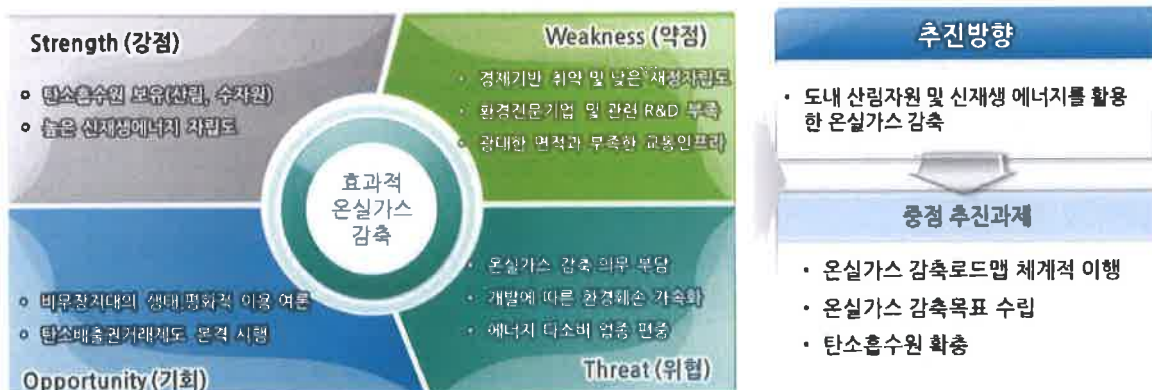 Strength (강점)
• 탄소흡수원 보유(산림, 수자원)
• 높은 신재생에너지 자립도
Weakness (약점)
• 경제기반 취약 및 낮은 재정자립도
• 환경전문기업 및 관련 R&D 부족
• 광대한 면적과 부족한 교통인프라
효과적
온실가스
감축
• 비무장지대의 생태,평화적 이용 여론
• 탄소배출권거래제도 본격 시행
Opportunity (기회)
• 온실가스 감축 의무 부담
• 개발에 따른 환경훼손 가속화
• 에너지 다소비 업종 편중
Threat (위협)
추진방향
• 도내 산림자원 및 신재생 에너지를 활용
한 온실가스 감축
중점 추진과제
• 온실가스 감축로드맵 체계적 이행
• 온실가스 감축목표 수립
• 탄소흡수원 확충